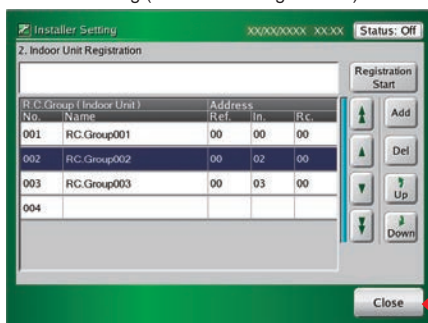 Installer Setting XX/XX/XXXX XX:XX Status: Off
2. Indoor Unit Registration
Registration
Start
R.C.Group ( Indoor Unit ) Address
No. Name Ref. In. Rc.
001 RC.Group001 00 00 00
002 RC.Group002 00 02 00
003 RC.Group003 00 03 00
004
Add
Del
Up
Down
Close